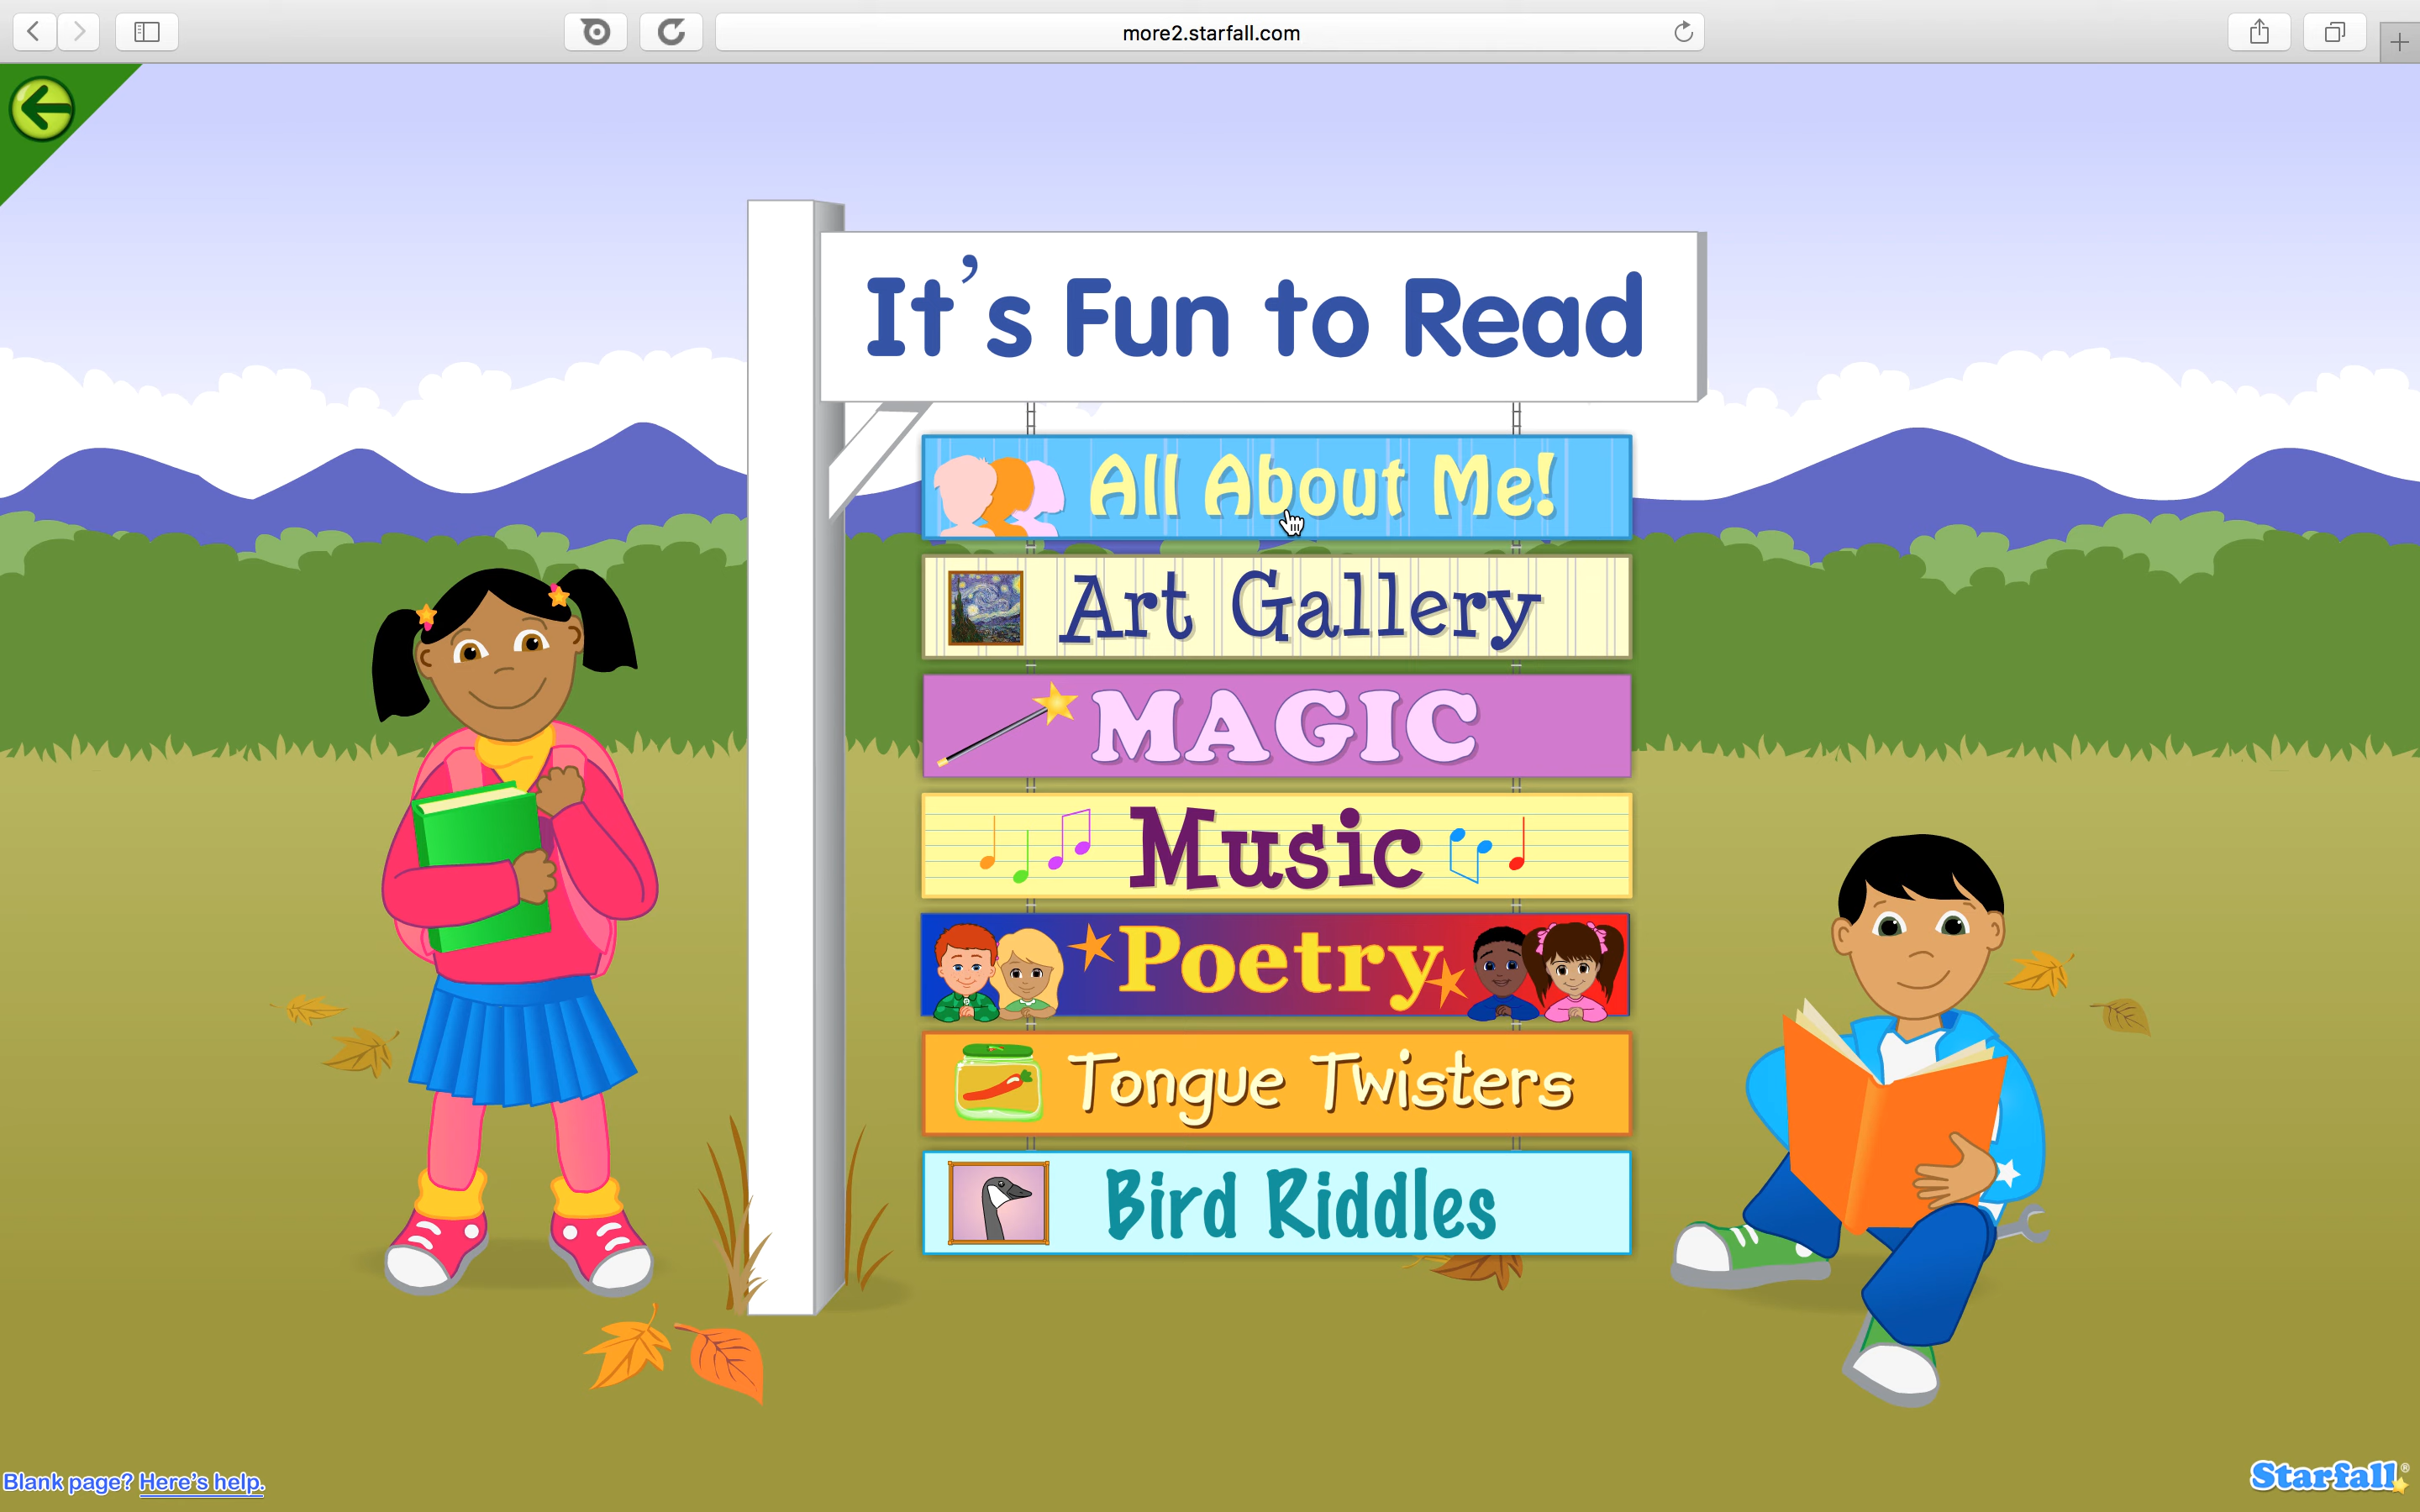 more2.starfall.com
It's Fun to Read
All About Me!
Art Gallery
MAGIC
Music
Poetry
Tongue Twisters
Bird Riddles
Blank page? Here's help.
Starfall®